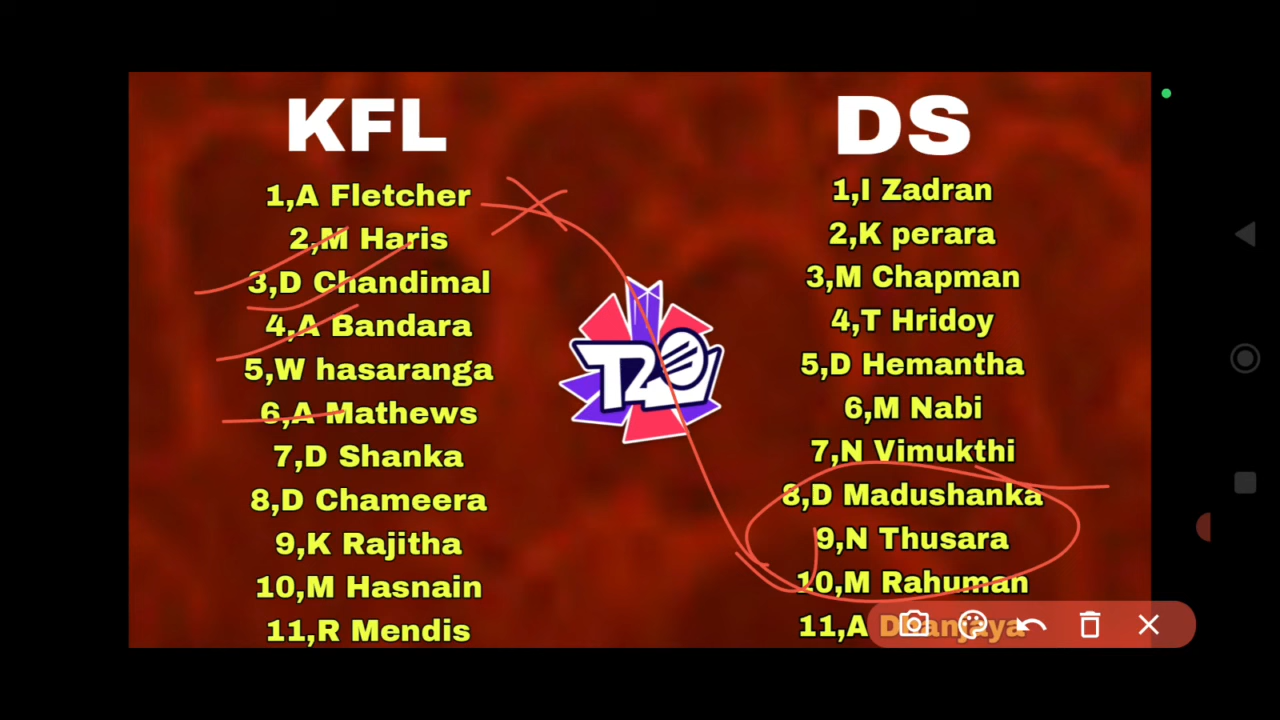 KFL
1,A Fletcher
2,M Haris
3,D Chandimal
4,A Bandara
5,W hasaranga
6,A Mathews
7,D Shanka
8,D Chameera
9,K Rajitha
10,M Hasnain
11,R Mendis
T20
DS
1,I Zadran
2,K perara
3,M Chapman
4,T Hridoy
5,D Hemantha
6,M Nabi
7,N Vimukthi
8,D Madushanka
9,N Thusara
10,M Rahuman
11,A Dhanjaya